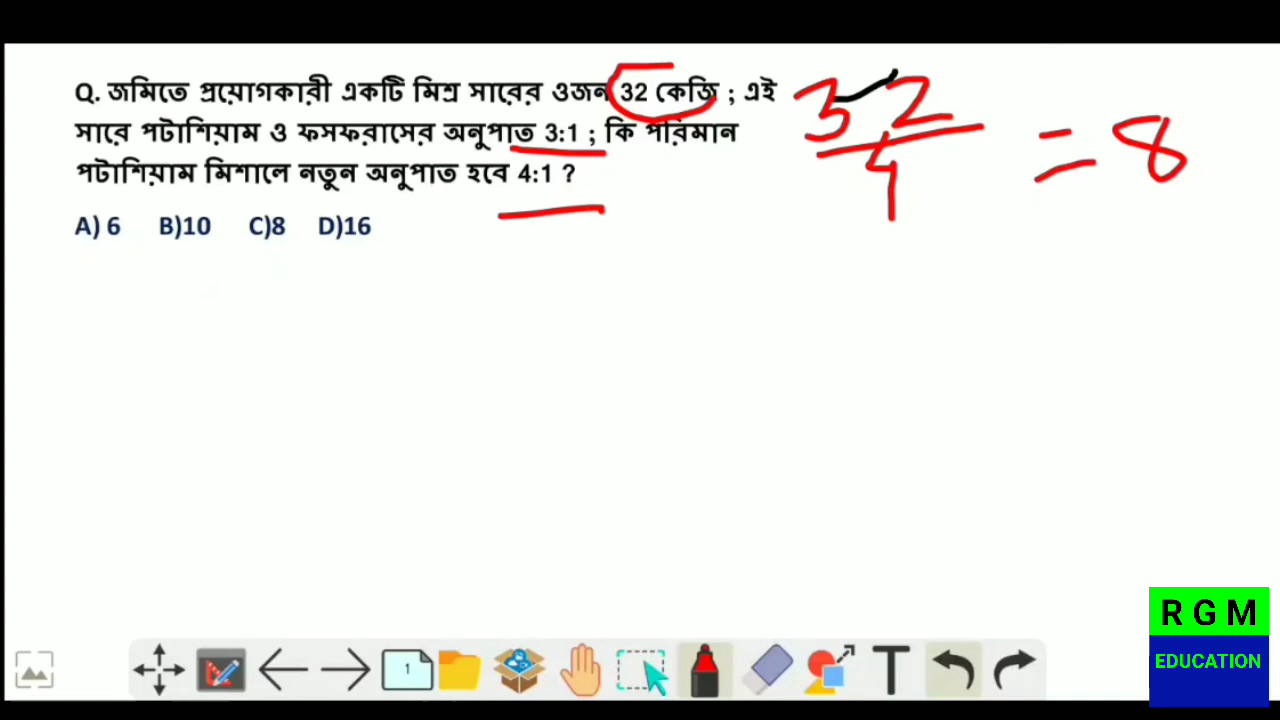 Q. জমিতে প্রয়োগকারী একটি মিশ্র সারের ওজন 32 কেজি ; এই
সারে পটাশিয়াম ও ফসফরাসের অনুপাত 3:1 ; কি পরিমান
পটাশিয়াম মিশালে নতুন অনুপাত হবে 4:1 ?
A) 6 B)10 C)8 D)16
32
4
= 8
1
T
R G M
EDUCATION